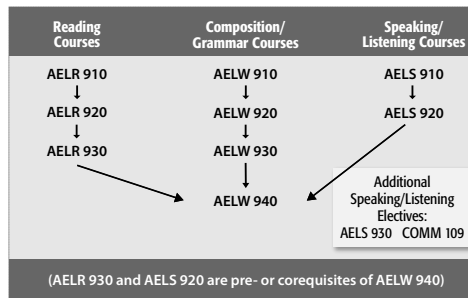 Reading
Courses
Composition/
Grammar Courses
Speaking/
Listening Courses
AELR 910
AELW 910
AELS 910
AELR 920
AELW 920
AELS 920
AELR 930
AELW 930
AELW 940
Additional
Speaking/Listening
Electives:
AELS 930 COMM 109
(AELR 930 and AELS 920 are pre- or corequisites of AELW 940)